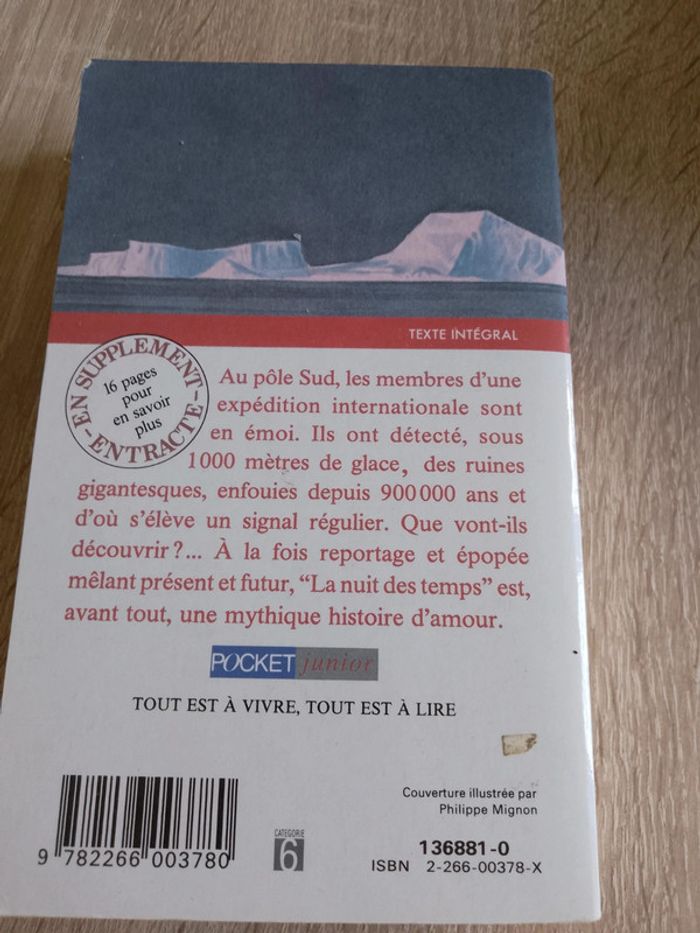 TEXTE INTÉGRAL
EN SUPPLEMENT
- ENTRACTE -
16 pages
pour
en savoir
plus
Au pôle Sud, les membres d'une
expédition internationale sont
en émoi. Ils ont détecté, sous
1000 mètres de glace, des ruines
gigantesques, enfouies depuis 900000 ans et
d'où s'élève un signal régulier. Que vont-ils
découvrir ?... À la fois reportage et épopée
mêlant présent et futur, "La nuit des temps" est,
avant tout, une mythique histoire d'amour.
POCKET junior
TOUT EST À VIVRE, TOUT EST À LIRE
Couverture illustrée par
Philippe Mignon
9 782266 003780
CATEGORIE
6
136881-0
ISBN 2-266-00378-X